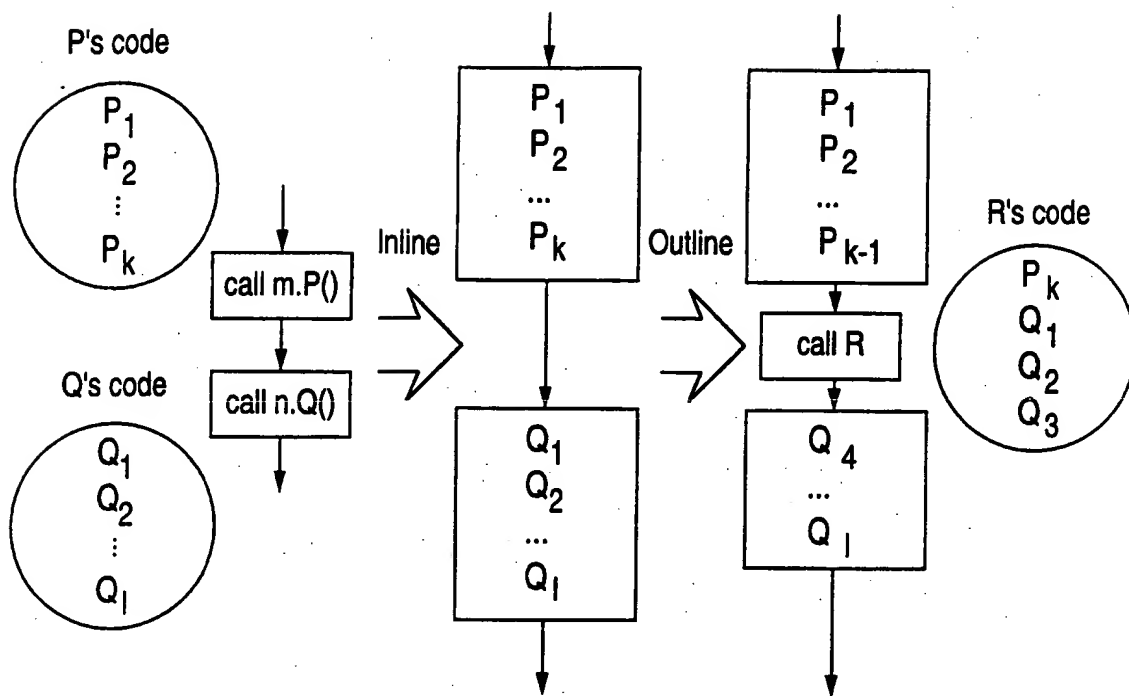 P's code
P1
P2
...
Pk
call m.P()
call n.Q()
Q's code
Q1
Q2
...
Ql
Inline
P1
P2
...
Pk
Q1
Q2
...
Ql
Outline
P1
P2
...
Pk-1
call R
Q4
...
Ql
R's code
Pk
Q1
Q2
Q3